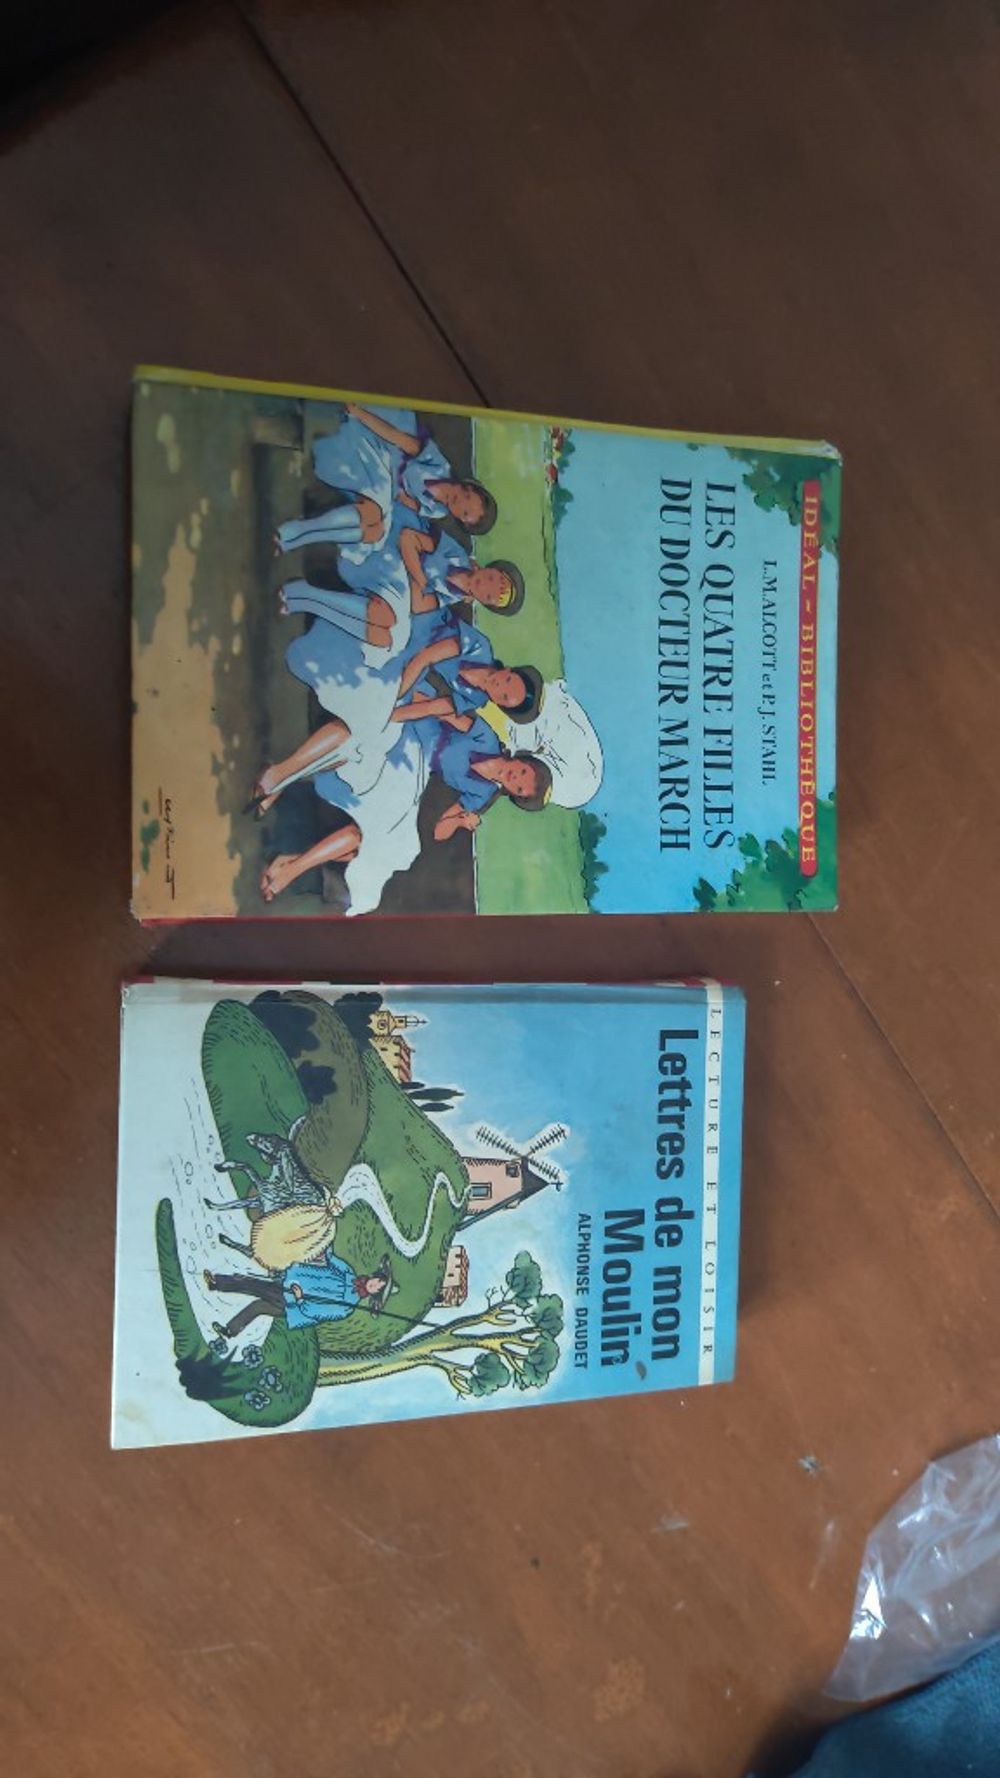 IDÉAL - BIBLIOTHÈQUE
L.M. ALCOTT et P.J. STAHL
LES QUATRE FILLES
DU DOCTEUR MARCH
LECTURE ET LOISIR
Lettres de mon
Moulin
ALPHONSE DAUDET